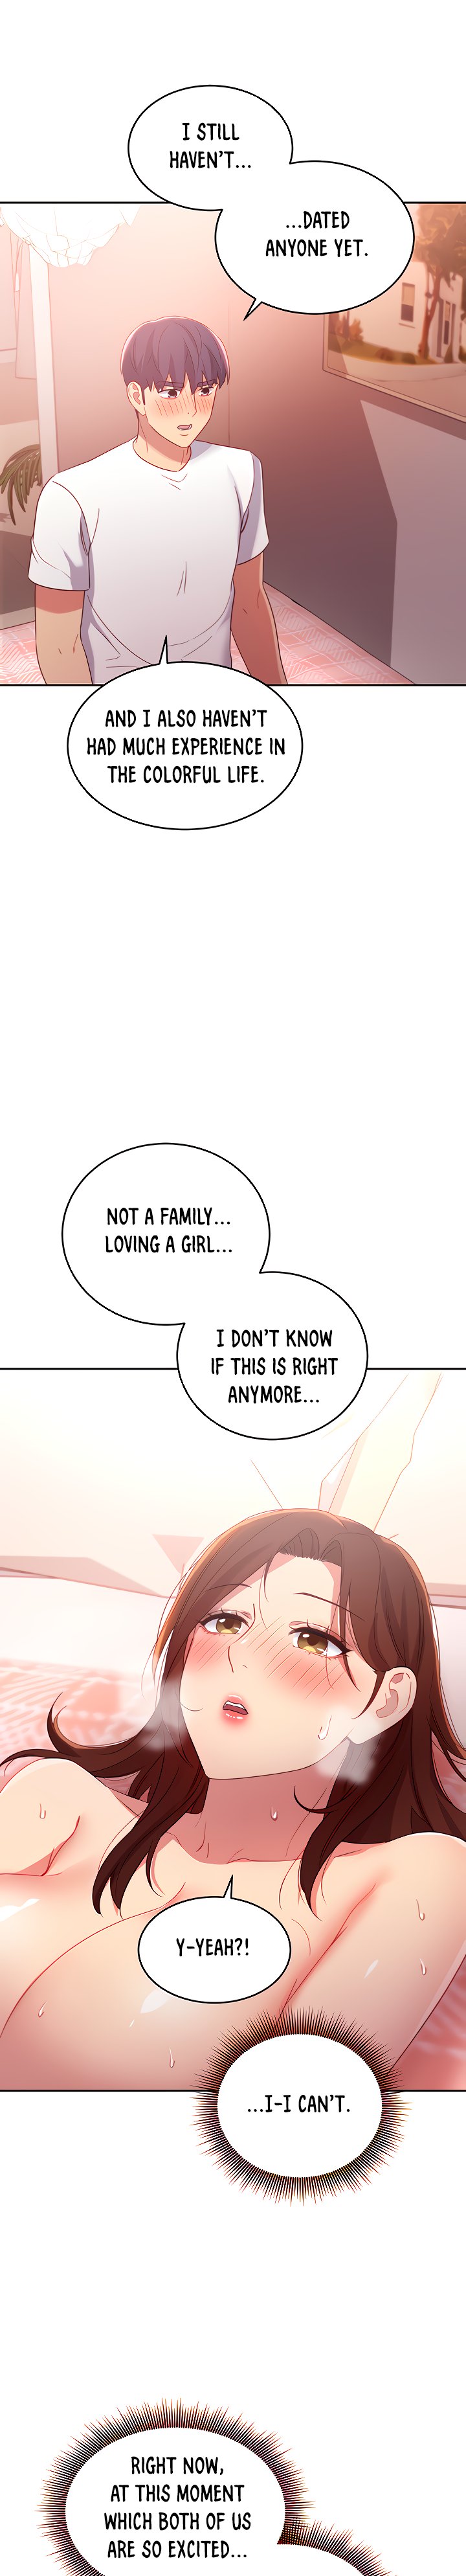 I STILL
HAVEN'T...
...DATED
ANYONE YET.
AND I ALSO HAVEN'T
HAD MUCH EXPERIENCE IN
THE COLORFUL LIFE.
NOT A FAMILY...
LOVING A GIRL...
I DON'T KNOW
IF THIS IS RIGHT
ANYMORE...
Y-YEAH?!
...I-I CAN'T.
RIGHT NOW,
AT THIS MOMENT
WHICH BOTH OF US
ARE SO EXCITED...